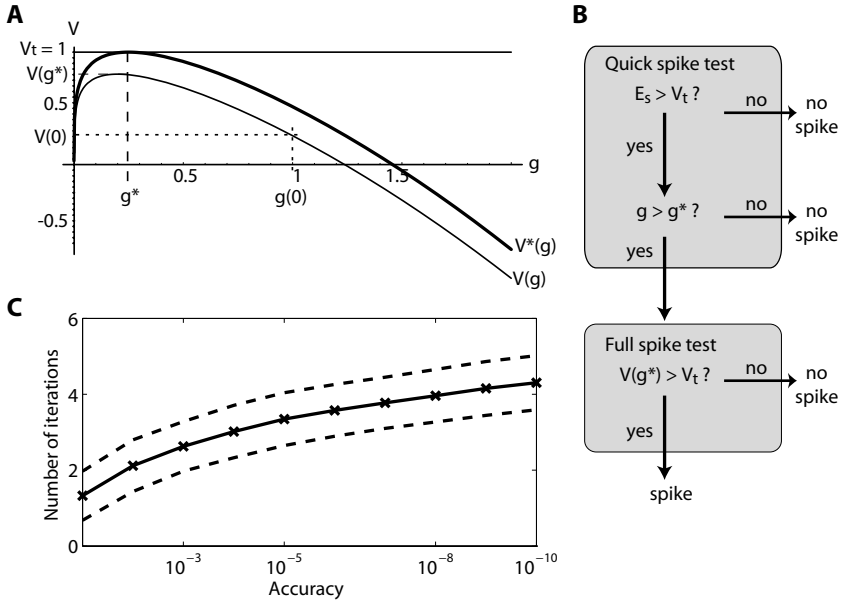 A
V
Vt = 1
V(g*)
0.5
V(0)
-0.5
0.5
1
1.5
g
g*
g(0)
V*(g)
V(g)
B
Quick spike test
Es > Vt ?
no
no
spike
yes
g > g* ?
no
no
spike
yes
Full spike test
V(g*) > Vt ?
no
no
spike
yes
spike
C
Number of iterations
6
4
2
0
10^-3
10^-5
10^-8
10^-10
Accuracy